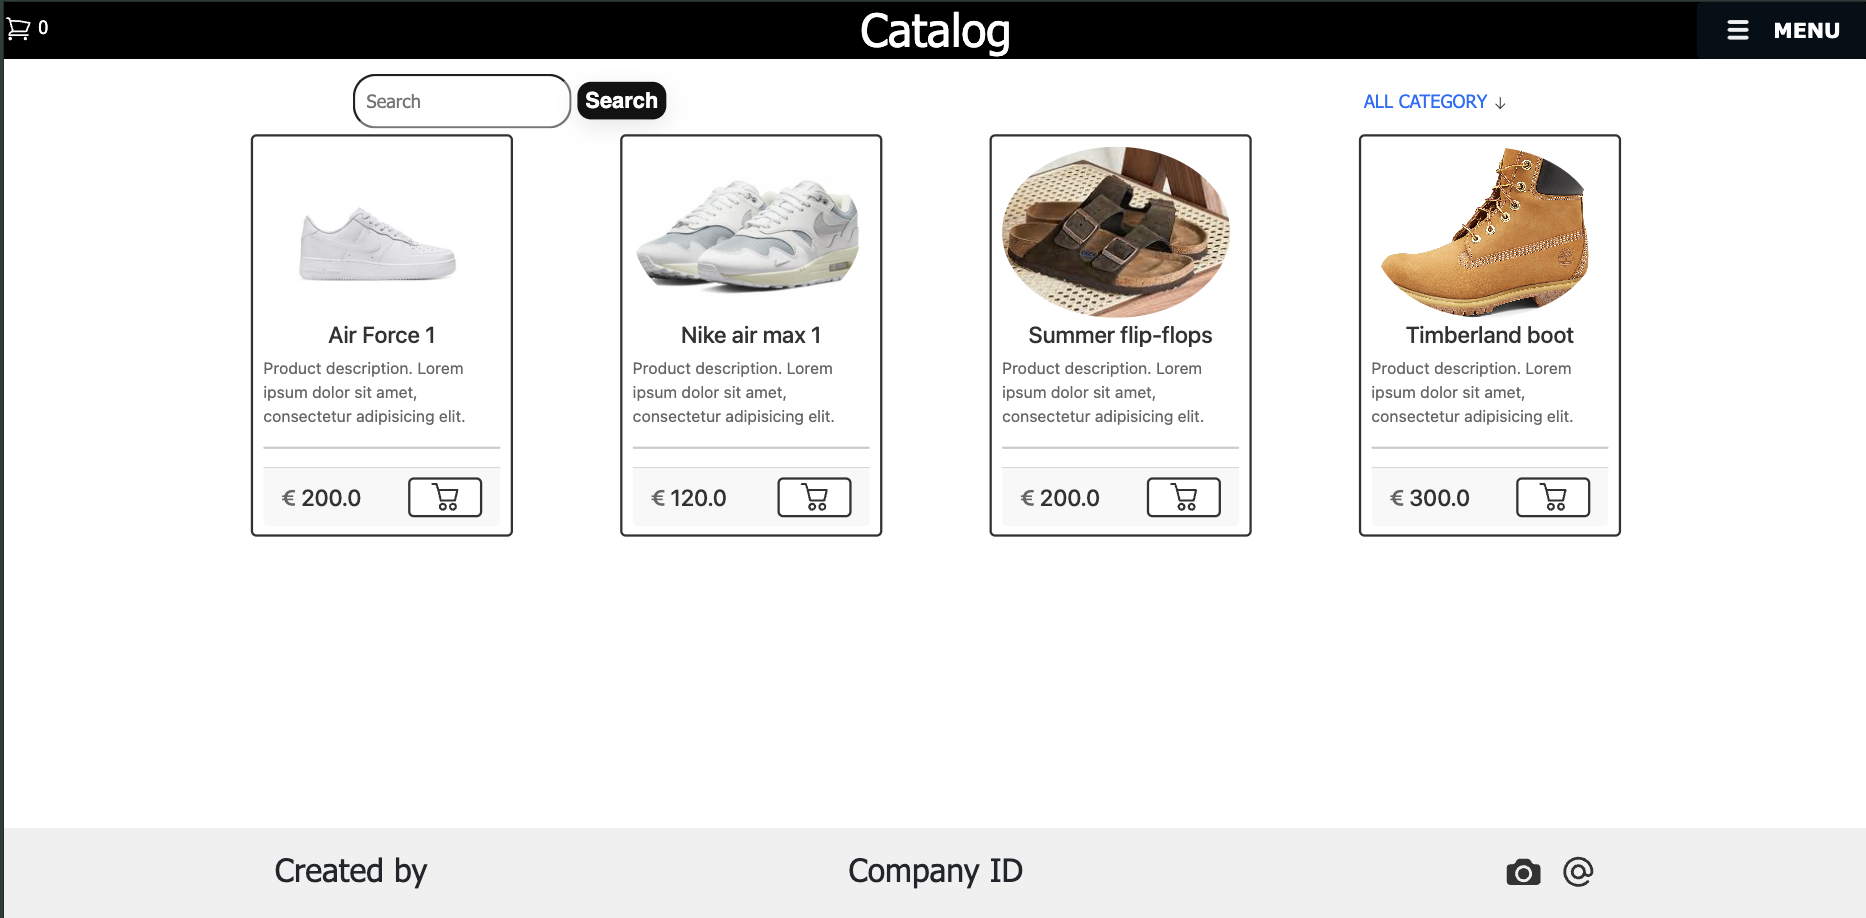 0
Catalog
MENU
Search
Search
ALL CATEGORY ↓
Air Force 1
Product description. Lorem
ipsum dolor sit amet,
consectetur adipisicing elit.
€ 200.0
Nike air max 1
Product description. Lorem
ipsum dolor sit amet,
consectetur adipisicing elit.
€ 120.0
Summer flip-flops
Product description. Lorem
ipsum dolor sit amet,
consectetur adipisicing elit.
€ 200.0
Timberland boot
Product description. Lorem
ipsum dolor sit amet,
consectetur adipisicing elit.
€ 300.0
Created by
Company ID
@